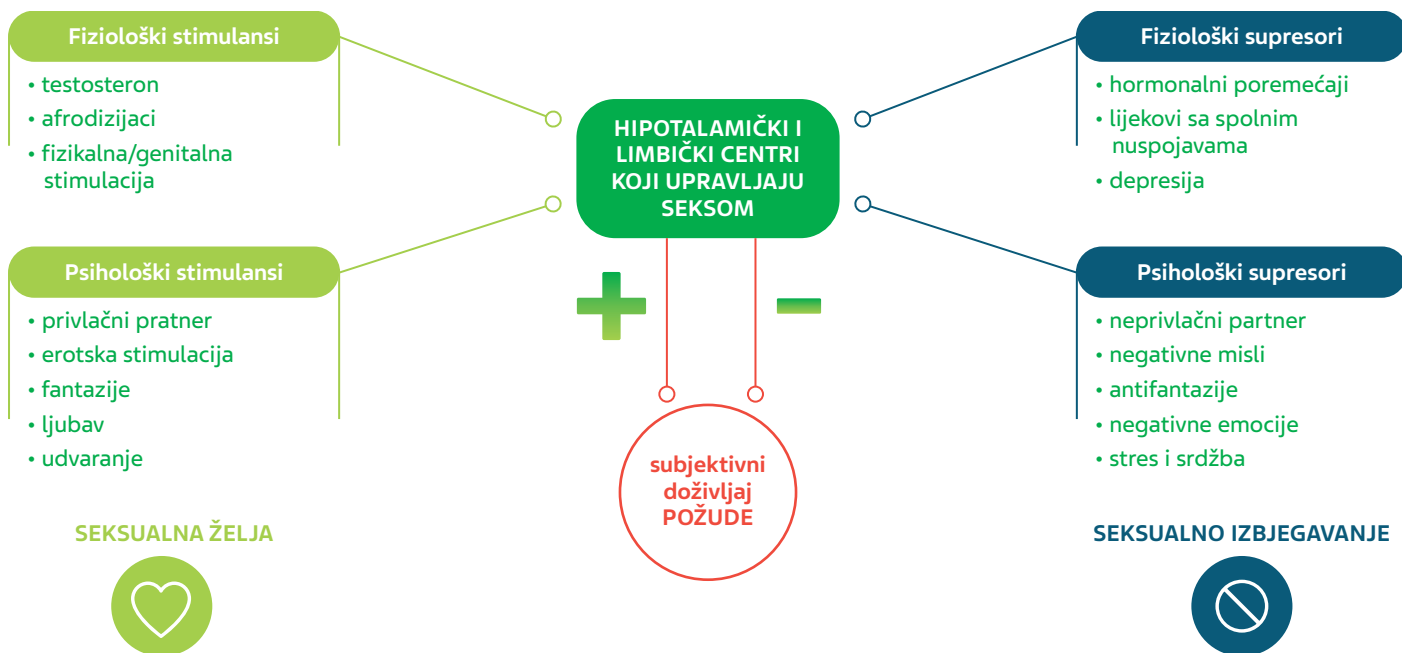 Fiziološki stimulansi
• testosteron
• afrodizijaci
• fizikalna/genitalna
stimulacija
Psihološki stimulansi
• privlačni pratner
• erotska stimulacija
• fantazije
• ljubav
• udvaranje
SEKSUALNA ŽELJA
HIPOTALAMIČKI I
LIMBIČKI CENTRI
KOJI UPRAVLJAJU
SEKSOM
+
-
subjektivni
doživljaj
POŽUDE
Fiziološki supresori
• hormonalni poremećaji
• lijekovi sa spolnim
nuspojavama
• depresija
Psihološki supresori
• neprivlačni partner
• negativne misli
• antifantazije
• negativne emocije
• stres i srdžba
SEKSUALNO IZBJEGAVANJE